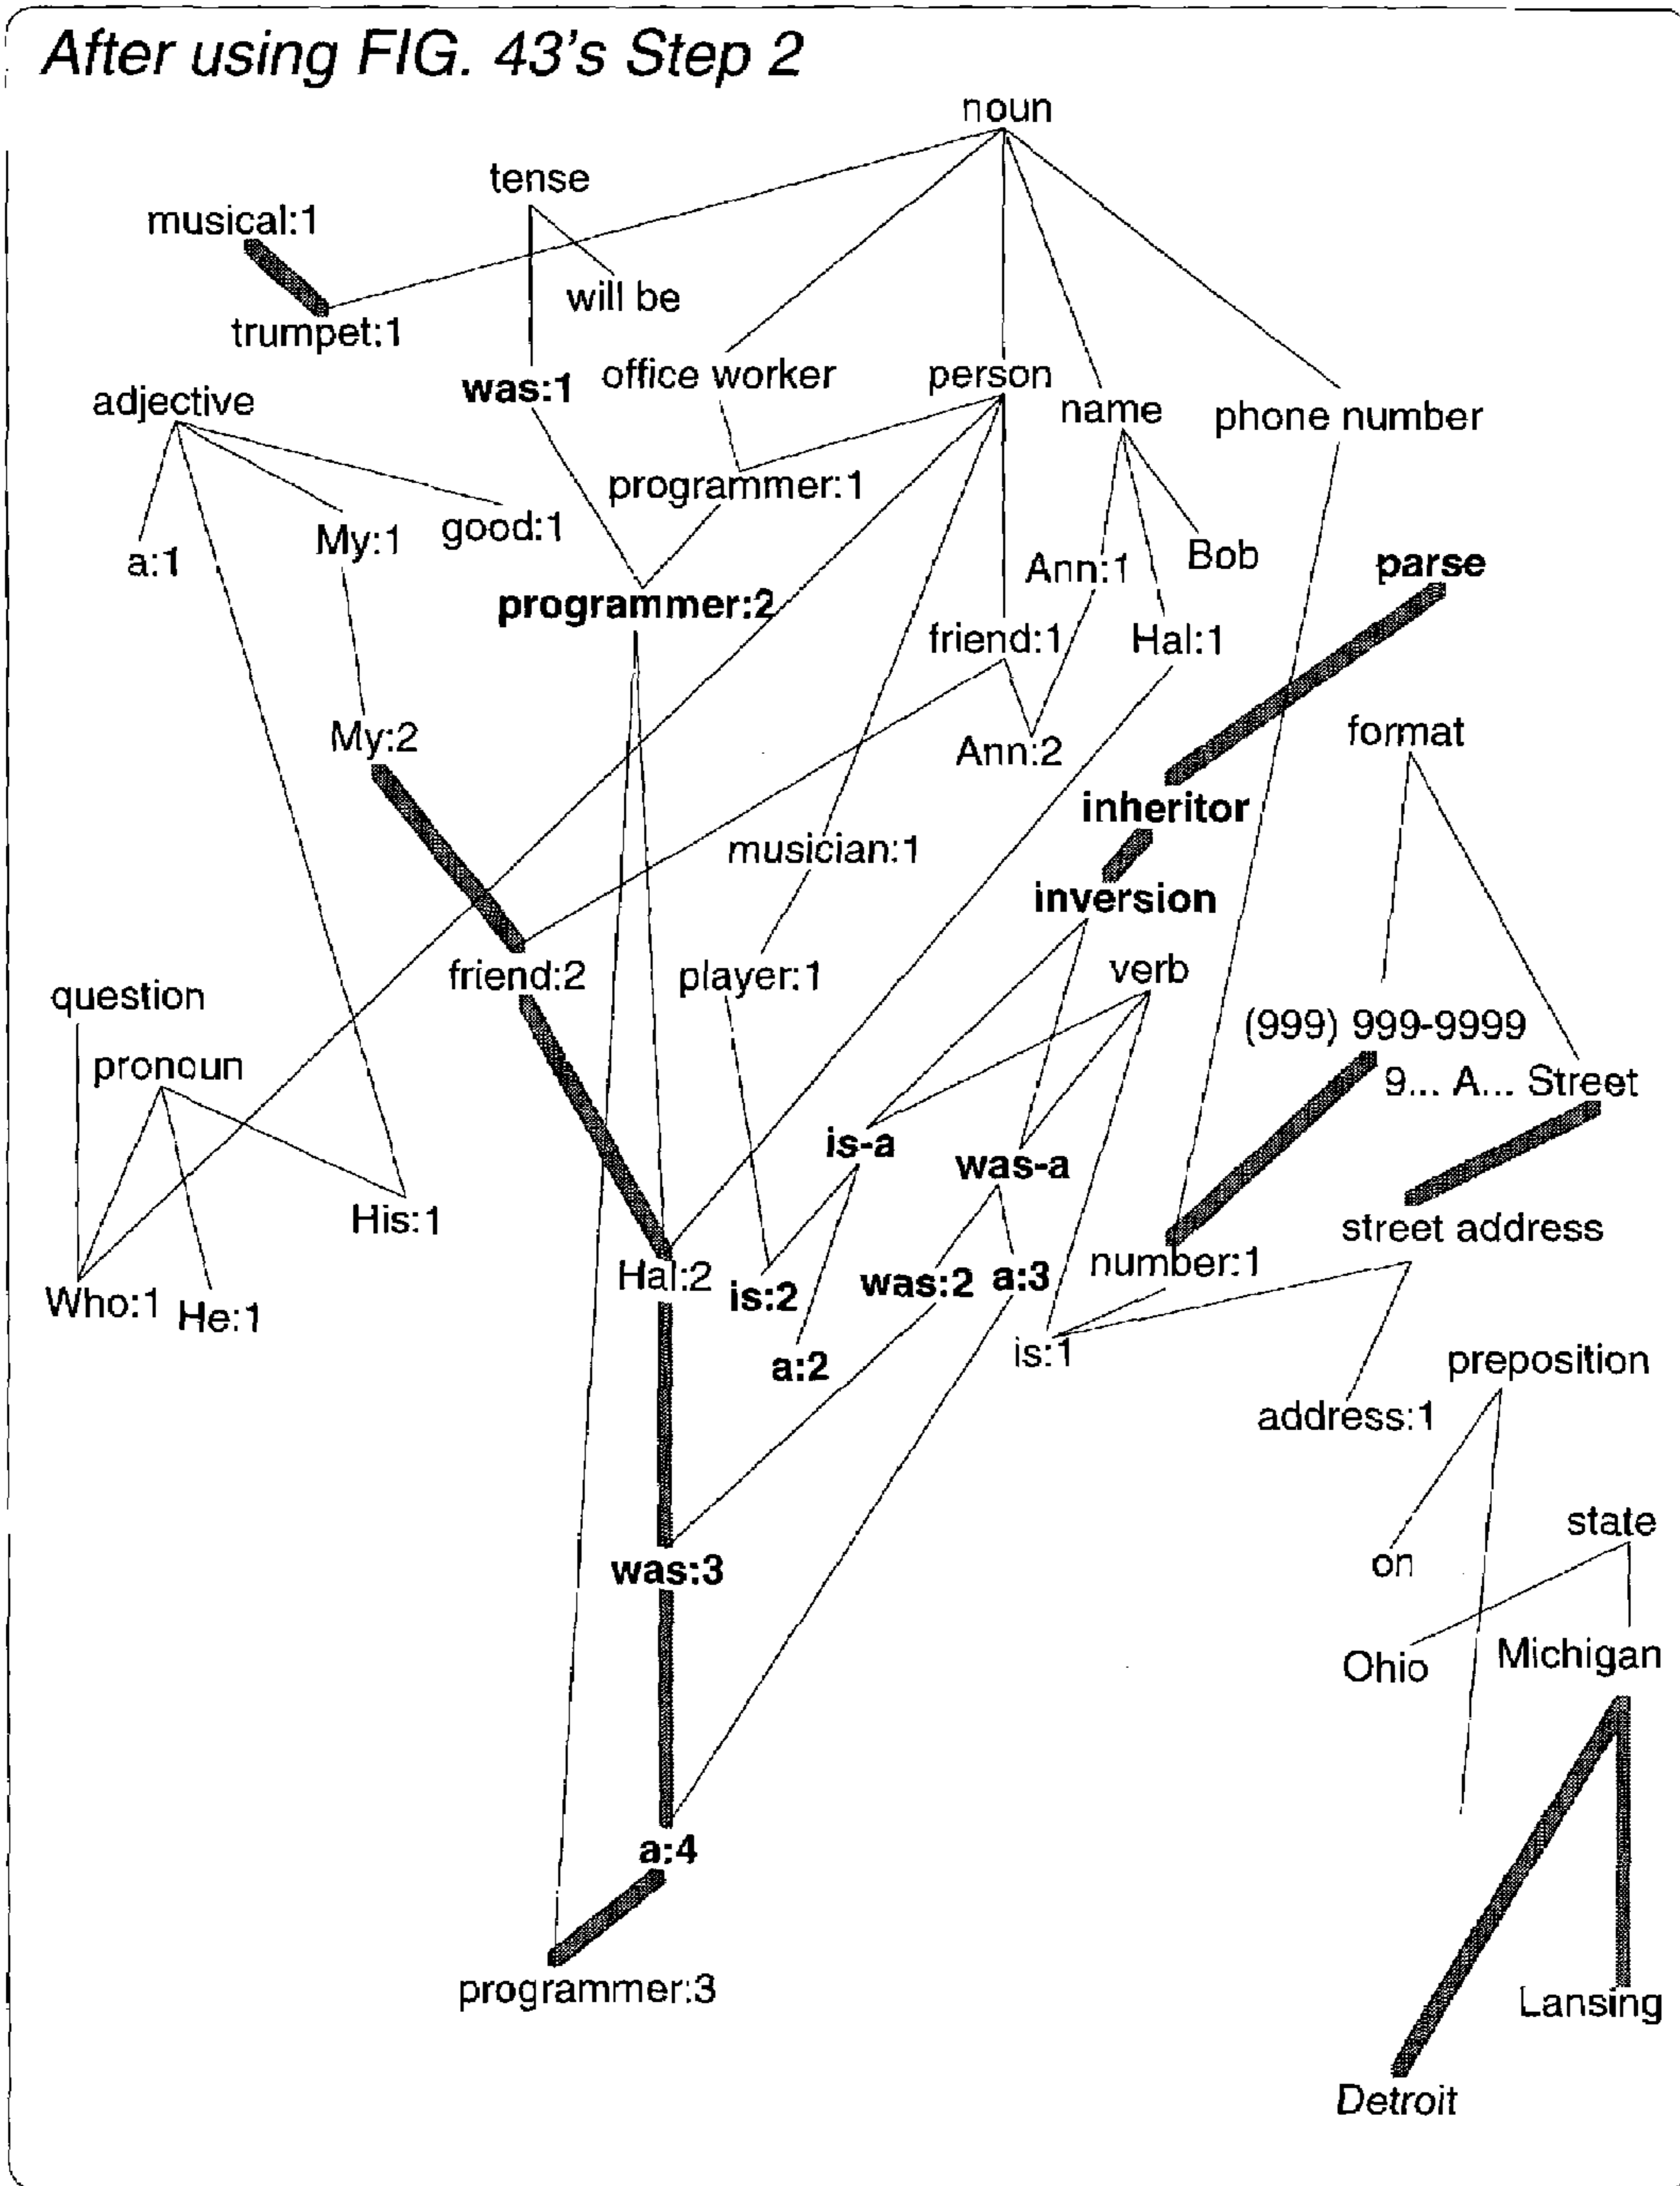 After using FIG. 43's Step 2
noun
tense
musical:1
will be
trumpet:1
office worker
person
was:1
adjective
name
phone number
programmer:1
good:1
My:1
a:1
Ann:1
Bob
parse
programmer:2
friend:1
Hal:1
My:2
format
Ann:2
inheritor
musician:1
inversion
friend:2
player:1
verb
question
(999) 999-9999
pronoun
9... A... Street
is-a
was-a
His:1
street address
Hal:2
is:2
was:2
a:3
number:1
Who:1
He:1
is:1
a:2
preposition
address:1
state
on
was:3
Ohio
Michigan
a:4
programmer:3
Lansing
Detroit